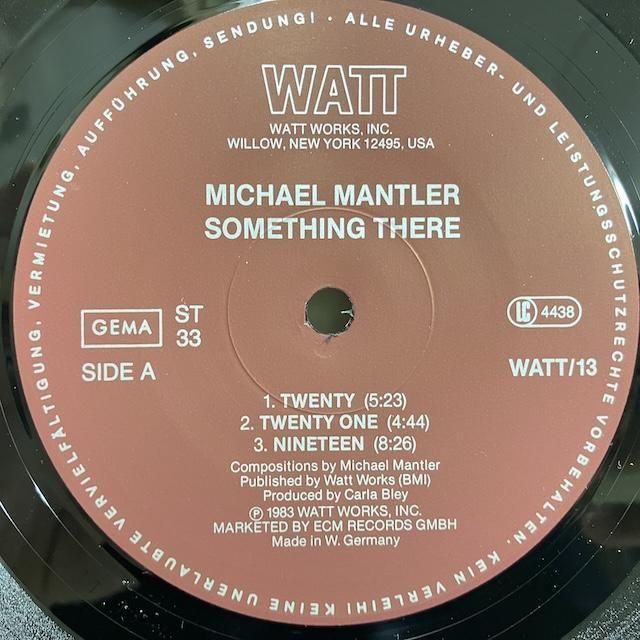 ALLE URHEBER- UND LEISTUNGSSCHUTZRECHTE VORBEHALTEN. KEIN VERLEIH! KEINE UNERLAUBTE VERVIELFÄLTIGUNG, VERMIETUNG, AUFFÜHRUNG, SENDUNG! ·
WATT
WATT WORKS, INC.
WILLOW, NEW YORK 12495, USA
MICHAEL MANTLER
SOMETHING THERE
GEMA
ST
33
SIDE A
LC 4438
WATT/13
1. TWENTY (5:23)
2. TWENTY ONE (4:44)
3. NINETEEN (8:26)
Compositions by Michael Mantler
Published by Watt Works (BMI)
Produced by Carla Bley
℗ 1983 WATT WORKS, INC.
MARKETED BY ECM RECORDS GMBH
Made in W. Germany